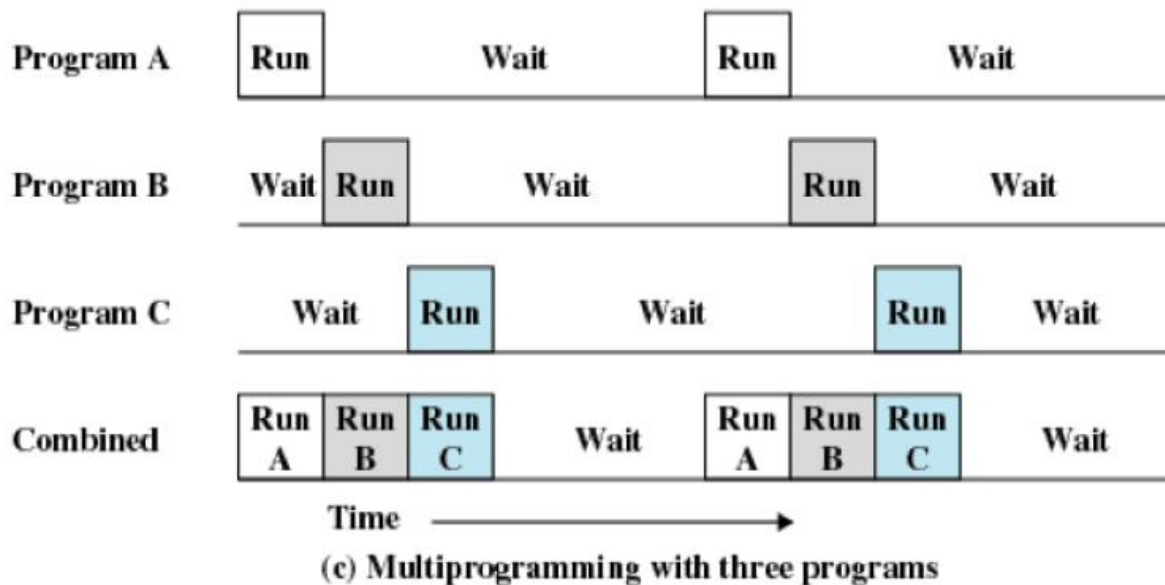 Program A Run Wait Run Wait
Program B Wait Run Wait Run Wait
Program C Wait Run Wait Run Wait
Combined Run A Run B Run C Wait Run A Run B Run C Wait
Time
(c) Multiprogramming with three programs